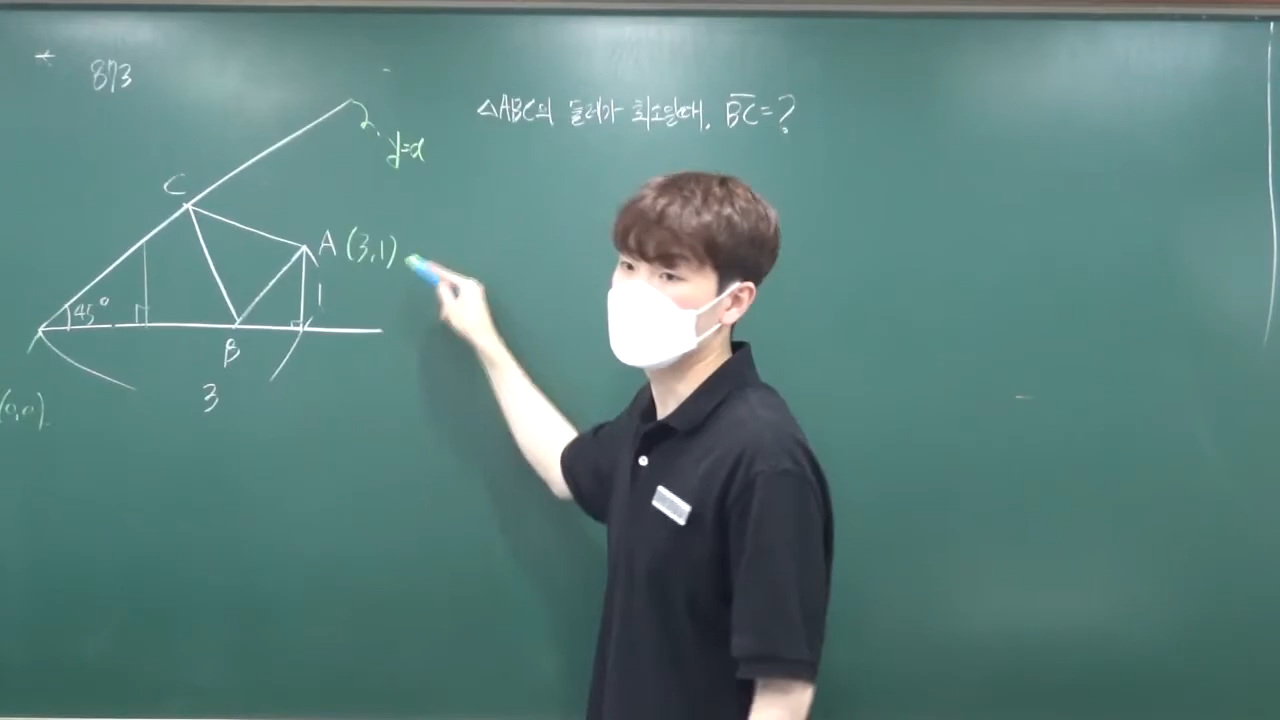 873
△ABC의 둘레가 최소일때, BC=?
y=x
C
A (3,1)
45°
1
B
3
(0,0)